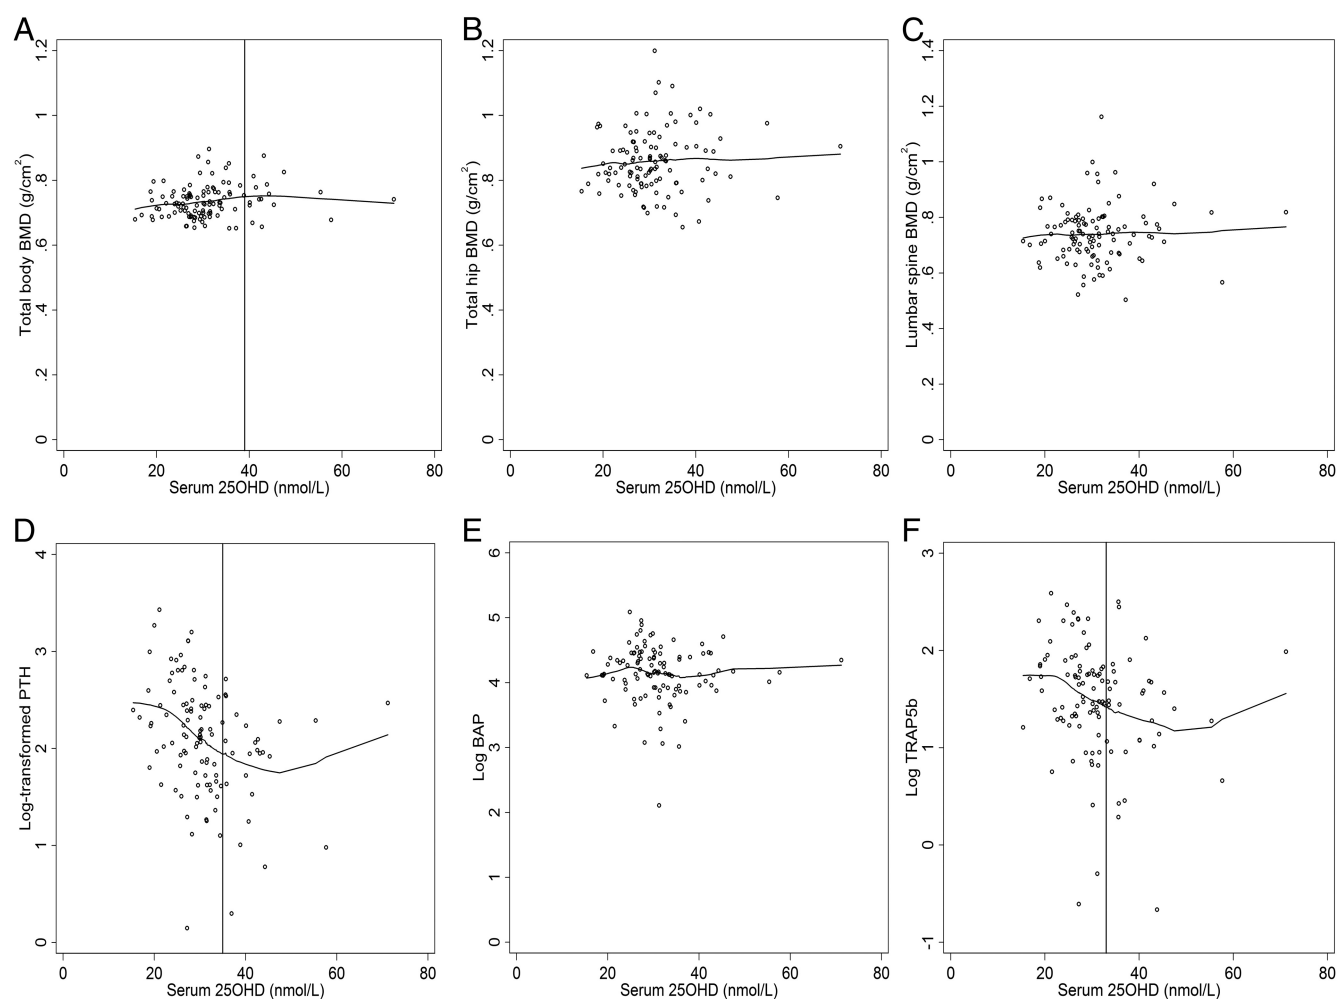 A
Total body BMD (g/cm²)
0 .2 .4 .6 .8 1 1.2
0 20 40 60 80
Serum 25OHD (nmol/L)
B
Total hip BMD (g/cm²)
0 .2 .4 .6 .8 1 1.2
0 20 40 60 80
Serum 25OHD (nmol/L)
C
Lumbar spine BMD (g/cm²)
0 .2 .4 .6 .8 1 1.2 1.4
0 20 40 60 80
Serum 25OHD (nmol/L)
D
Log-transformed PTH
0 1 2 3 4
0 20 40 60 80
Serum 25OHD (nmol/L)
E
Log BAP
0 1 2 3 4 5 6
0 20 40 60 80
Serum 25OHD (nmol/L)
F
Log TRAP5b
-1 0 1 2 3
0 20 40 60 80
Serum 25OHD (nmol/L)